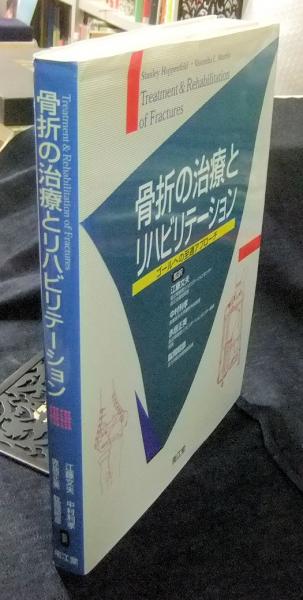 Stanley Hoppenfeld・Vasantha L. Murthy
Treatment & Rehabilitation
of Fractures
骨折の治療と
リハビリテーション
ゴールへの至適アプローチ
監訳
江藤文夫
中村利孝
赤居正美
南江堂
Treatment & Rehabilitation of Fractures
骨折の治療とリハビリテーション
江藤文夫 中村利孝
南江堂